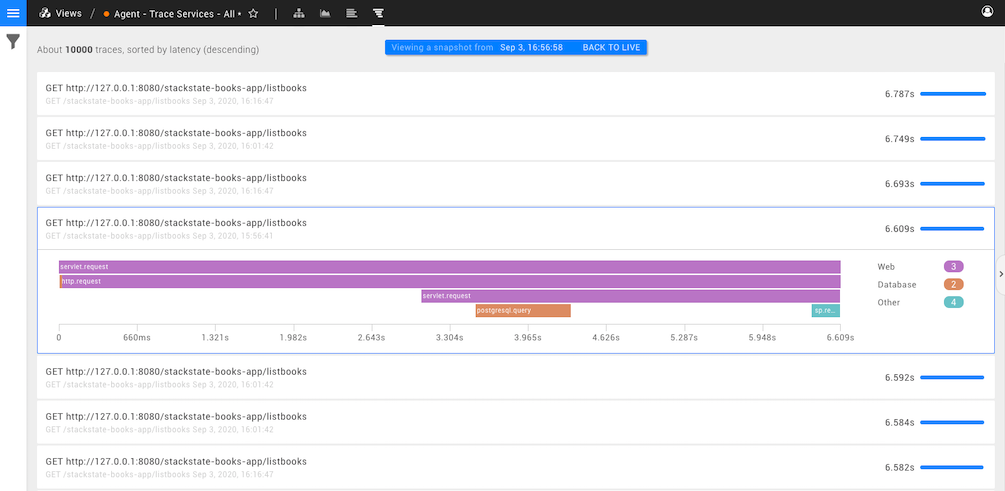 Views / Agent - Trace Services - All
About 10000 traces, sorted by latency (descending)
Viewing a snapshot from Sep 3, 16:56:58 BACK TO LIVE
GET http://127.0.0.1:8080/stackstate-books-app/listbooks
GET /stackstate-books-app/listbooks Sep 3, 2020, 16:16:47
6.787s
GET http://127.0.0.1:8080/stackstate-books-app/listbooks
GET /stackstate-books-app/listbooks Sep 3, 2020, 16:01:42
6.749s
GET http://127.0.0.1:8080/stackstate-books-app/listbooks
GET /stackstate-books-app/listbooks Sep 3, 2020, 16:16:47
6.693s
GET http://127.0.0.1:8080/stackstate-books-app/listbooks
GET /stackstate-books-app/listbooks Sep 3, 2020, 15:56:41
6.609s
servlet.request
http.request
servlet.request
postgresql.query
sp.re...
Web 3
Database 2
Other 4
0 660ms 1.321s 1.982s 2.643s 3.304s 3.965s 4.626s 5.287s 5.948s 6.609s
GET http://127.0.0.1:8080/stackstate-books-app/listbooks
GET /stackstate-books-app/listbooks Sep 3, 2020, 16:01:42
6.592s
GET http://127.0.0.1:8080/stackstate-books-app/listbooks
GET /stackstate-books-app/listbooks Sep 3, 2020, 16:01:42
6.584s
GET http://127.0.0.1:8080/stackstate-books-app/listbooks
GET /stackstate-books-app/listbooks Sep 3, 2020, 16:16:47
6.582s